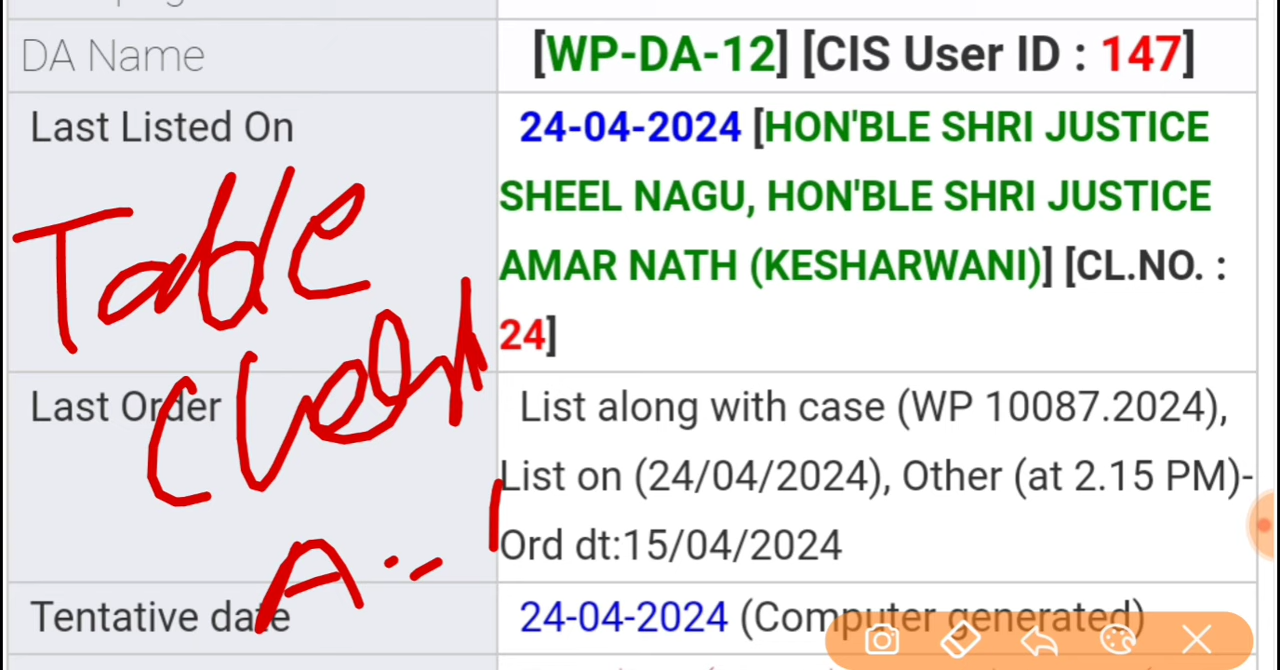 DA Name
[WP-DA-12] [CIS User ID : 147]
Last Listed On
24-04-2024 [HON'BLE SHRI JUSTICE
SHEEL NAGU, HON'BLE SHRI JUSTICE
AMAR NATH (KESHARWANI)] [CL.NO. :
24]
Table
Last Order
List along with case (WP 10087.2024),
List on (24/04/2024), Other (at 2.15 PM)-
Ord dt:15/04/2024
Tentative date
24-04-2024 (Computer generated)